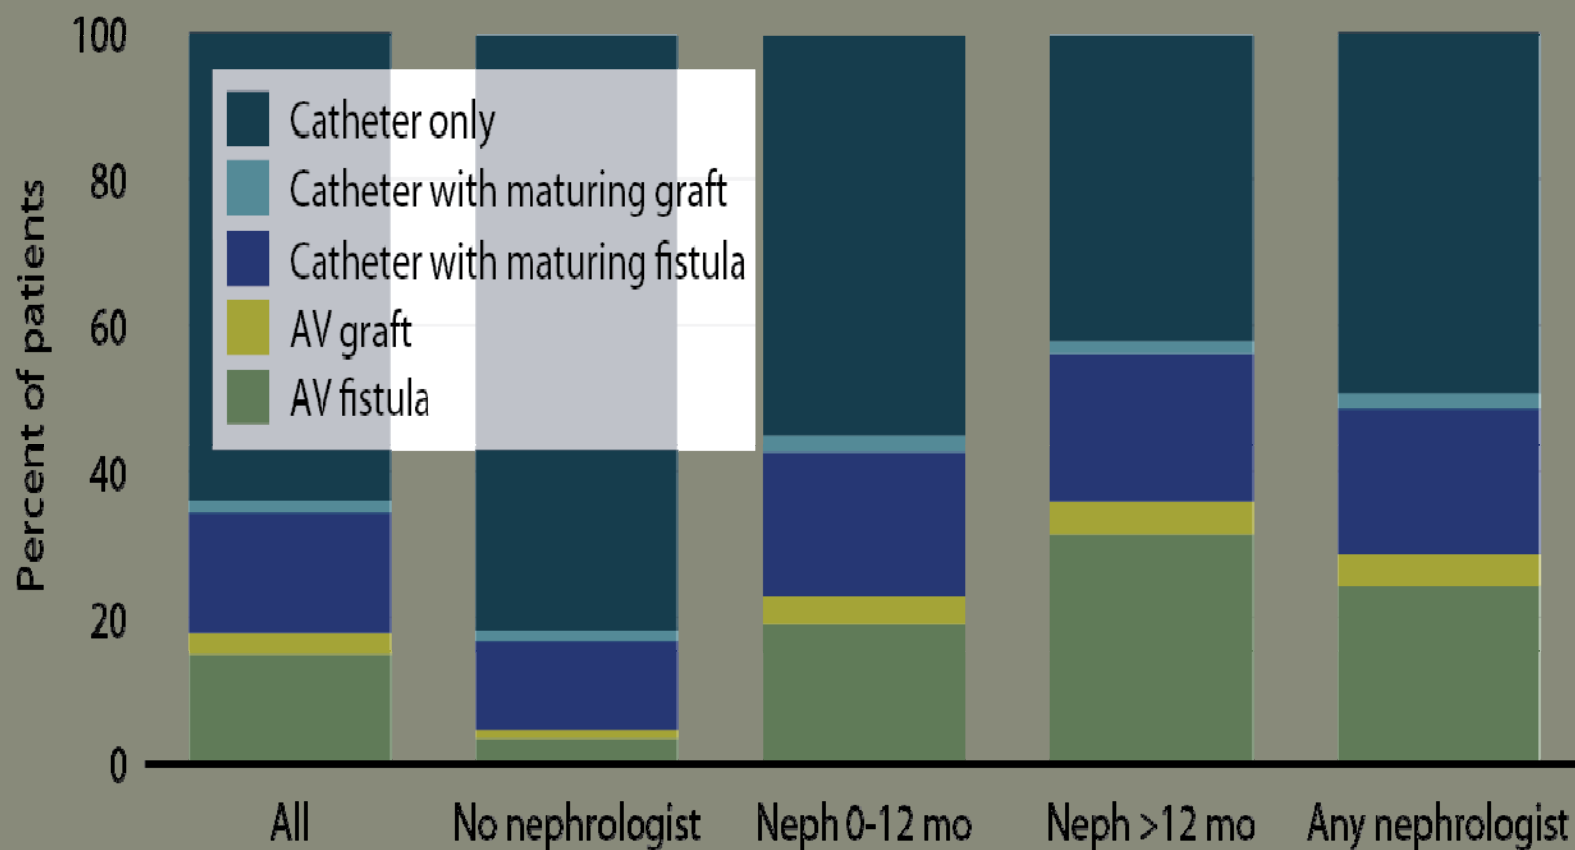 Percent of patients
100
80
60
40
20
0
Catheter only
Catheter with maturing graft
Catheter with maturing fistula
AV graft
AV fistula
All
No nephrologist
Neph 0-12 mo
Neph >12 mo
Any nephrologist